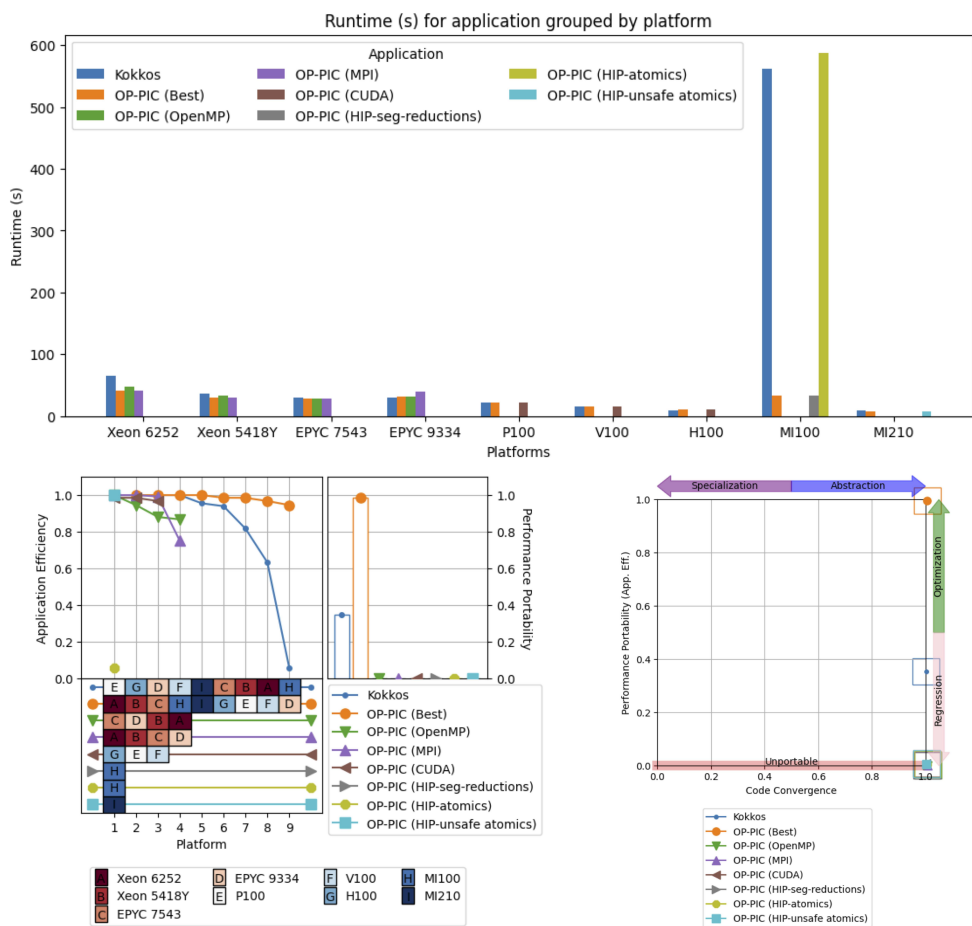 Runtime (s) for application grouped by platform
Runtime (s)
600
500
400
300
200
100
0
Application
Kokkos
OP-PIC (Best)
OP-PIC (OpenMP)
OP-PIC (MPI)
OP-PIC (CUDA)
OP-PIC (HIP-seg-reductions)
OP-PIC (HIP-atomics)
OP-PIC (HIP-unsafe atomics)
Xeon 6252 Xeon 5418Y EPYC 7543 EPYC 9334 P100 V100 H100 MI100 MI210
Platforms
Application Efficiency
1.0
0.8
0.6
0.4
0.2
0.0
E G D F I C B A H
A B C H I G E F D
C D B A
A B C D
G E F
H
H
I
1 2 3 4 5 6 7 8 9
Platform
1.0
0.8
0.6
0.4
0.2
0.0
Performance Portability
Kokkos
OP-PIC (Best)
OP-PIC (OpenMP)
OP-PIC (MPI)
OP-PIC (CUDA)
OP-PIC (HIP-seg-reductions)
OP-PIC (HIP-atomics)
OP-PIC (HIP-unsafe atomics)
A Xeon 6252
B Xeon 5418Y
C EPYC 7543
D EPYC 9334
E P100
F V100
G H100
H MI100
I MI210
Specialization Abstraction
Performance Portability (App. Eff.)
1.0
0.8
0.6
0.4
0.2
0.0
Optimization
Regression
Unportable
0.0 0.2 0.4 0.6 0.8 1.0
Code Convergence
Kokkos
OP-PIC (Best)
OP-PIC (OpenMP)
OP-PIC (MPI)
OP-PIC (CUDA)
OP-PIC (HIP-seg-reductions)
OP-PIC (HIP-atomics)
OP-PIC (HIP-unsafe atomics)